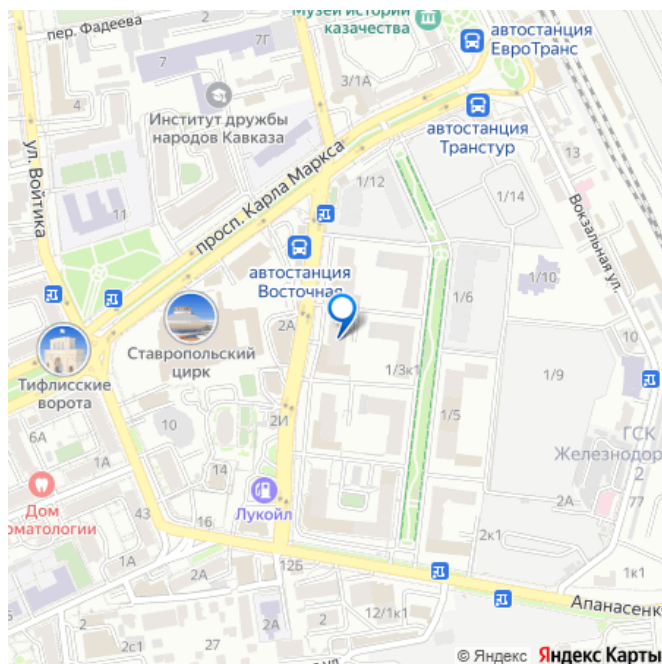 Музей истории
казачества
пер. Фадеева
2
7Г
7
4
3/1А
автостанция
ЕвроТранс
Институт дружбы
народов Кавказа
автостанция
Транстур
13
ул. Войтика
просп. Карла Маркса
1/12
1/14
11
Вокзальная ул.
автостанция
Восточная
1/10
1/6
2А
Ставропольский
цирк
10
Тифлисские
ворота
1/3к1
1/9
2И
1/5
6А
10
ГСК
Железнодор
2
1А
14
Дом
оматологии
Лукойл
2А
77
43
16
2к1
12Б
2А
1к1
Апанасенк
2
12/1к1
2с1
27
ул
© Яндекс Яндекс Карты